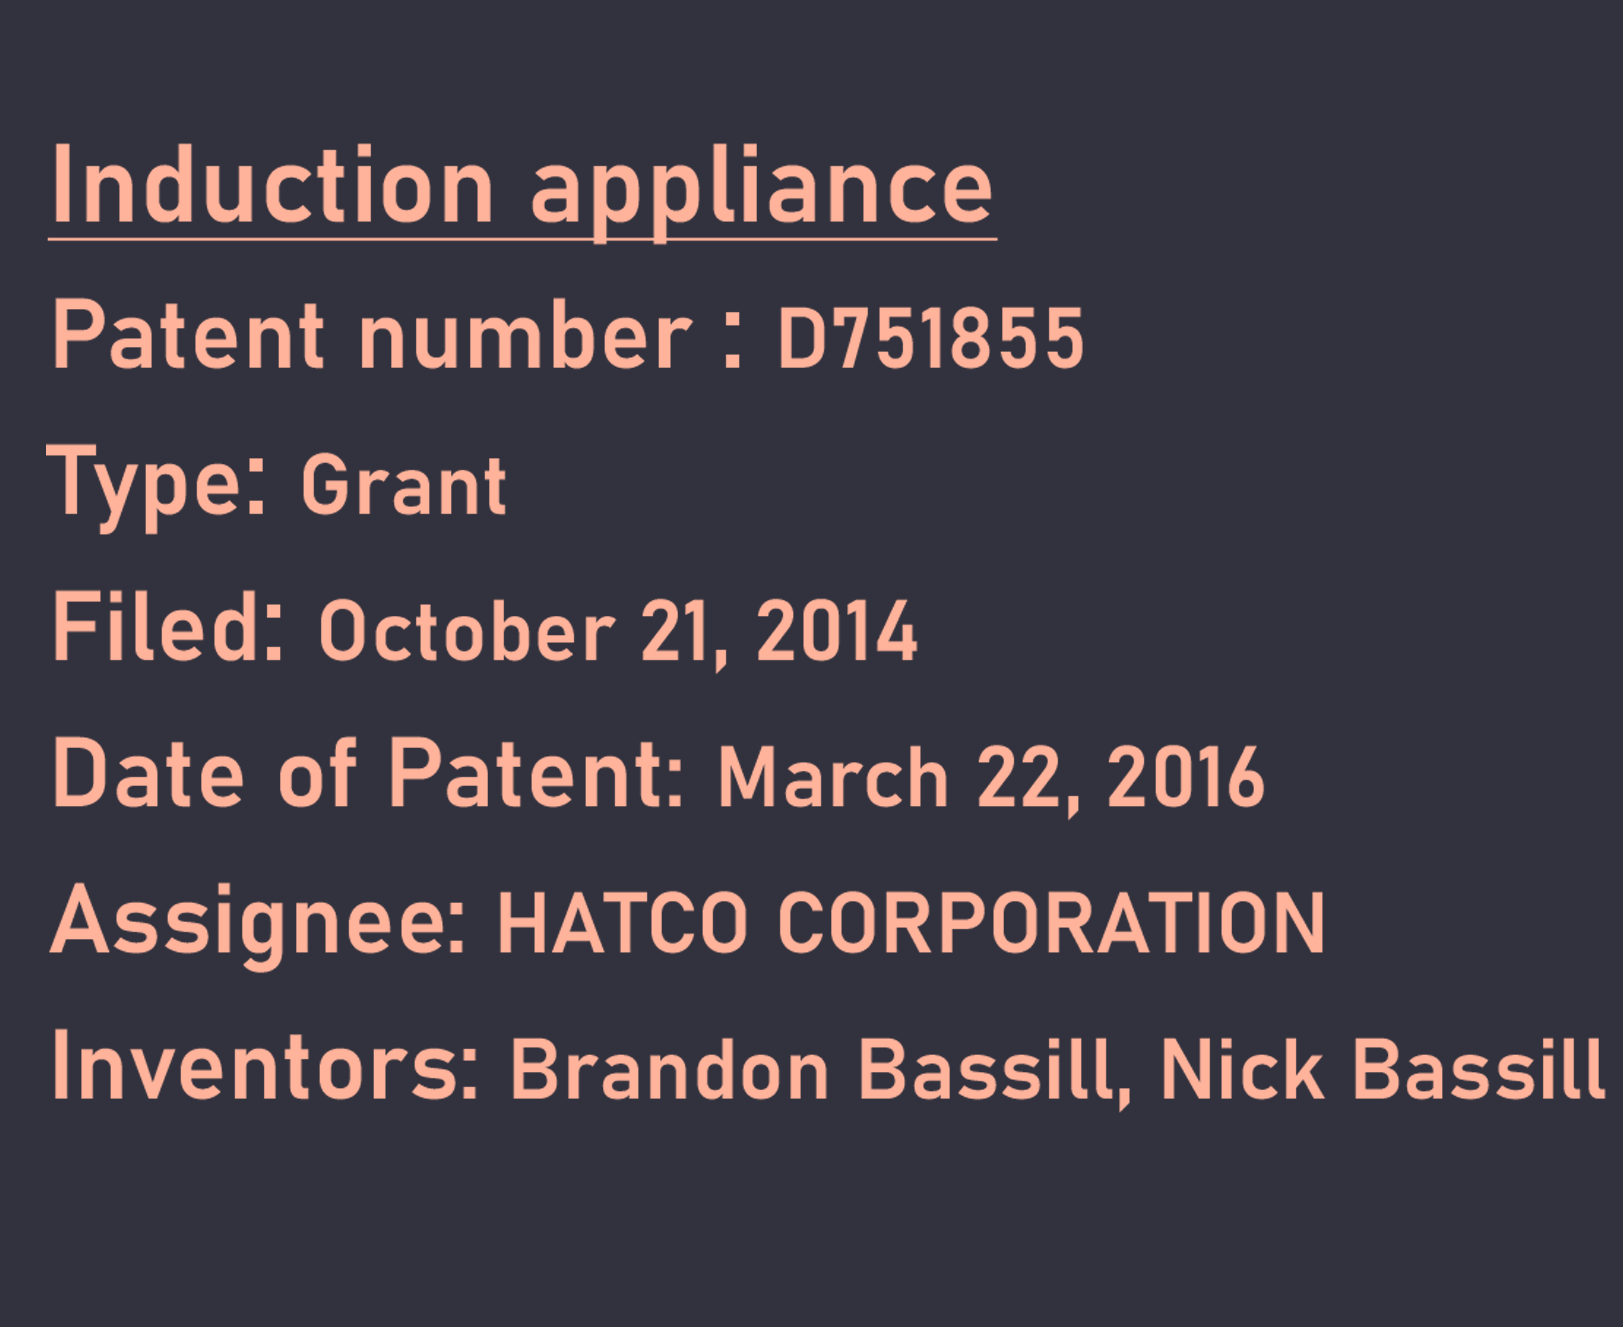 Induction appliance
Patent number : D751855
Type: Grant
Filed: October 21, 2014
Date of Patent: March 22, 2016
Assignee: HATCO CORPORATION
Inventors: Brandon Bassill, Nick Bassill